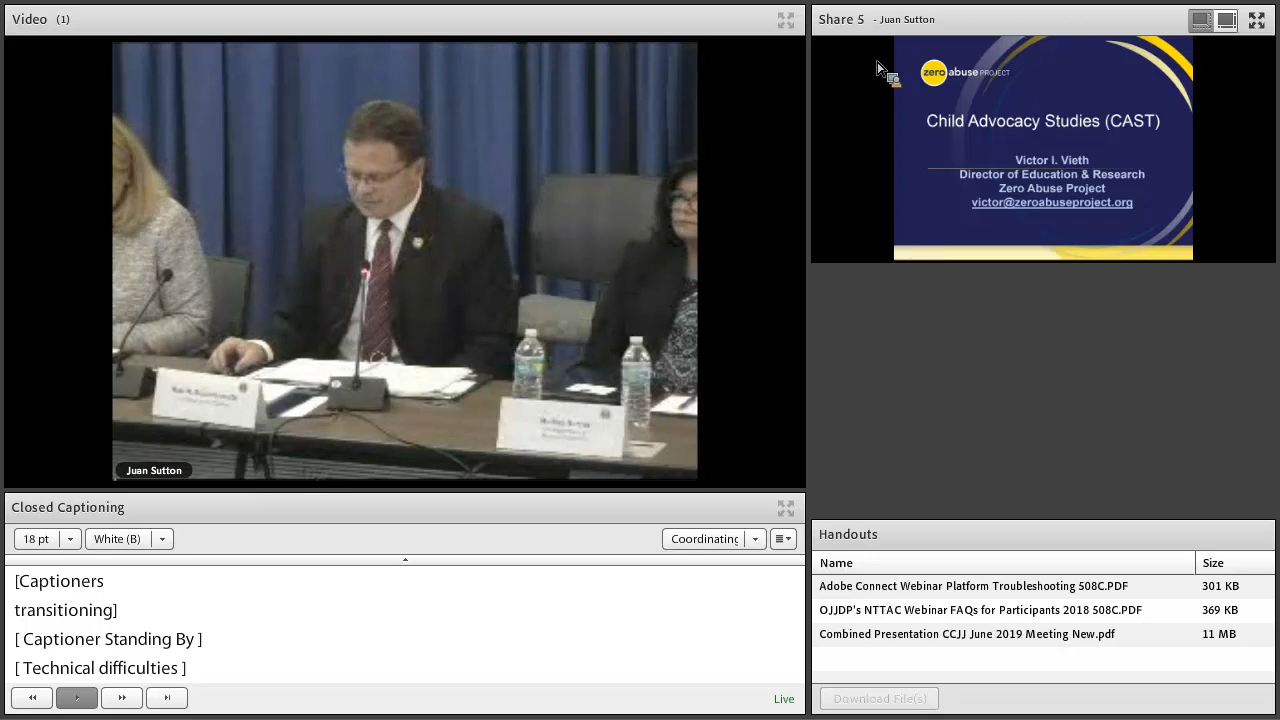 Video (1)
Juan Sutton
Share 5 - Juan Sutton
zero abuse PROJECT
Child Advocacy Studies (CAST)
Victor I. Vieth
Director of Education & Research
Zero Abuse Project
victor@zeroabuseproject.org
Closed Captioning
18 pt
White (B)
Coordinating
[Captioners
transitioning]
[ Captioner Standing By ]
[ Technical difficulties ]
Live
Handouts
Name Size
Adobe Connect Webinar Platform Troubleshooting 508C.PDF 301 KB
OJJDP's NTTAC Webinar FAQs for Participants 2018 508C.PDF 369 KB
Combined Presentation CCJJ June 2019 Meeting New.pdf 11 MB
Download File(s)